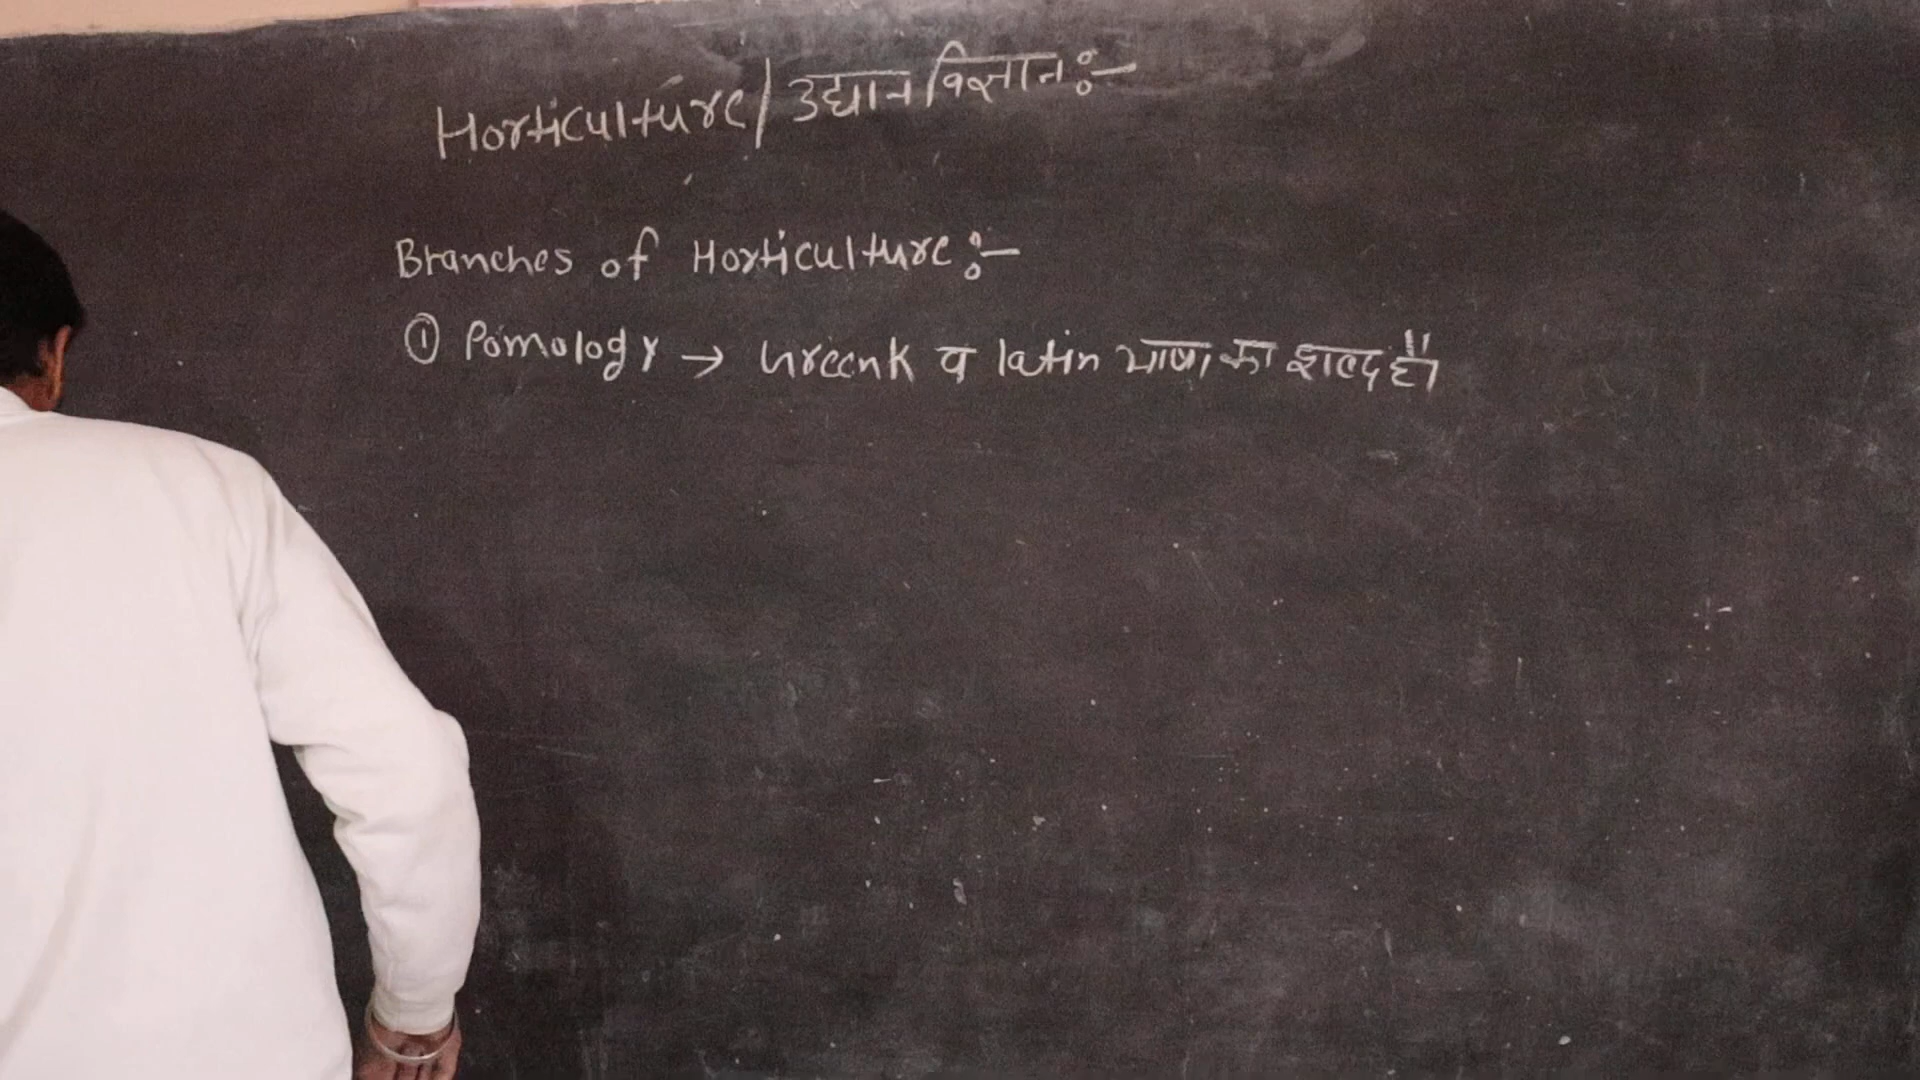 Horticulture/उद्यान विज्ञान:-
Branches of Horticulture:-
① Pomology → Greenk व latin भाषा का शब्द है।